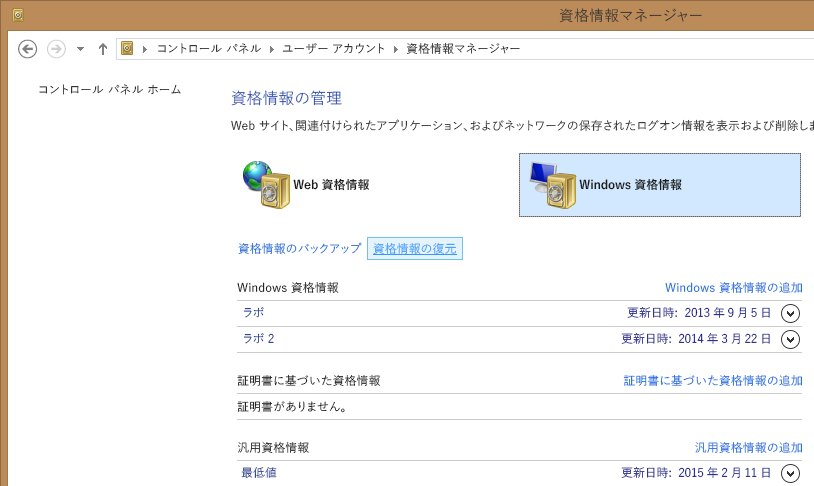 資格情報マネージャー
コントロール パネル ユーザー アカウント 資格情報マネージャー
コントロール パネル ホーム
資格情報の管理
Web サイト、関連付けられたアプリケーション、およびネットワークの保存されたログオン情報を表示および削除し
Web 資格情報
Windows 資格情報
資格情報のバックアップ 資格情報の復元
Windows 資格情報 Windows 資格情報の追加
ラボ 更新日時: 2013 年 9 月 5 日
ラボ 2 更新日時: 2014 年 3 月 22 日
証明書に基づいた資格情報 証明書に基づいた資格情報の追加
証明書がありません。
汎用資格情報 汎用資格情報の追加
最低値 更新日時: 2015 年 2 月 11 日